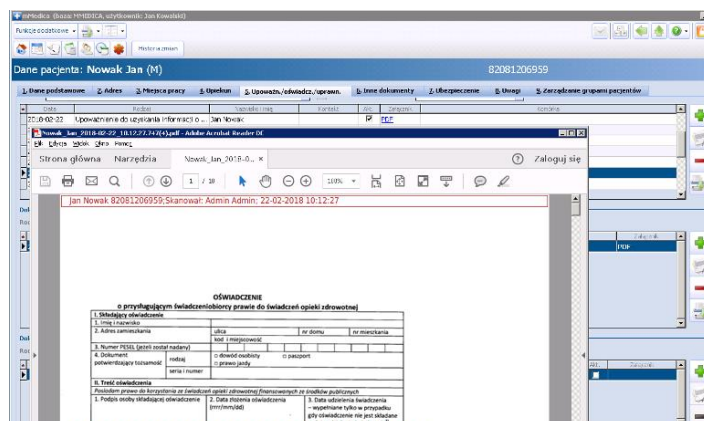 mMedica (baza: MMEDICA, użytkownik: Jan Kowalski)
Funkcje dodatkowe
Historia zmian
Dane pacjenta: Nowak Jan (M) 82081206959
1. Dane podstawowe 2. Adres 3. Miejsca pracy 4. Opiekun 5. Upoważn./oświadcz./uprawn. 6. Inne dokumenty 7. Ubezpieczenie 8. Uwagi 9. Zarządzanie grupami pacjentów
Data Rodzaj Nazwisko i imię Kontakt Akt. Załącznik
2018-02-22 Upoważnienie do uzyskania informacji o ... Jan Nowak PDF
Nowak_Jan_2018-02-22_10.12.27.747(4).pdf - Adobe Acrobat Reader DC
Plik Edycja Widok Okno Pomoc
Strona główna Narzędzia Nowak_Jan_2018-0... × Zaloguj się
1 / 10 100%
Jan Nowak 82081206959;Skanował: Admin Admin; 22-02-2018 10:12:27
Załącznik
PDF
OŚWIADCZENIE
o przysługującym świadczeniobiorcy prawie do świadczeń opieki zdrowotnej
I. Składający oświadczenie
1. Imię i nazwisko
2. Adres zamieszkania ulica nr domu nr mieszkania
kod i miejscowość
3. Numer PESEL (jeżeli został nadany)
4. Dokument potwierdzający tożsamość rodzaj □ dowód osobisty □ paszport
□ prawo jazdy
seria i numer
Akt. Załącznik
II. Treść oświadczenia
Posiadam prawo do korzystania ze świadczeń opieki zdrowotnej finansowanych ze środków publicznych
1. Podpis osoby składającej oświadczenie 2. Data złożenia oświadczenia 3. Data udzielenia świadczenia
(rrrr/mm/dd) – wypełniane tylko w przypadku
gdy oświadczenie nie jest składane